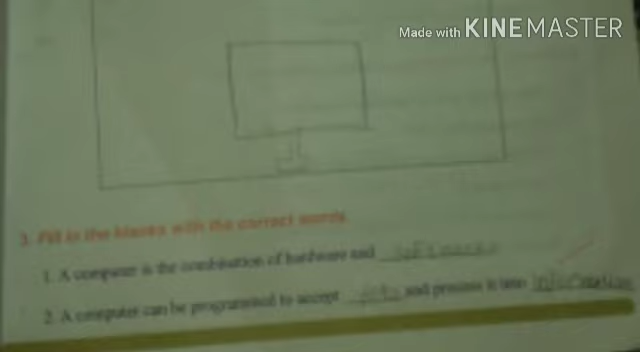 Made with KINEMASTER
3. Fill in the blanks with the correct words
1. A computer is the combination of hardware and software
2. A computer can be programmed to accept data and process it into information